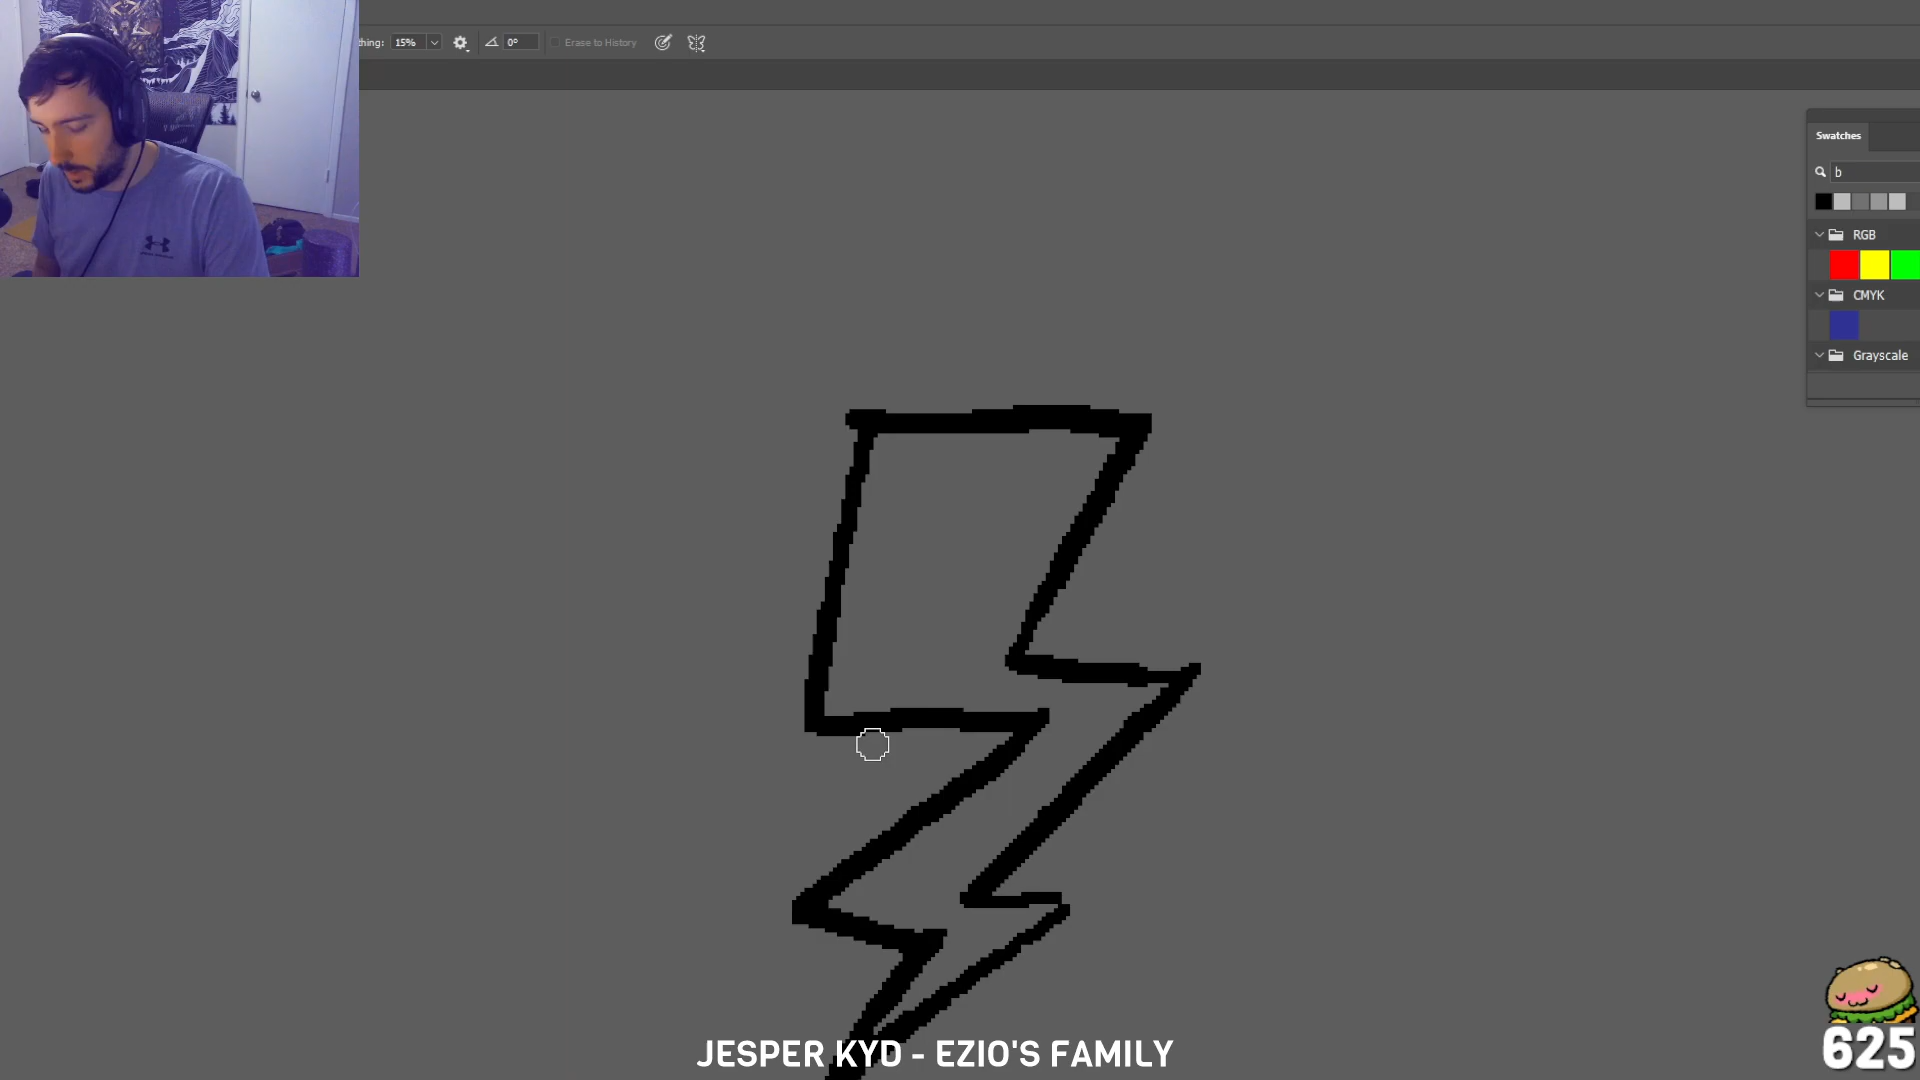 thing: 15% 0° Erase to History
Swatches
b
RGB
CMYK
Grayscale
JESPER KYD - EZIO'S FAMILY
625